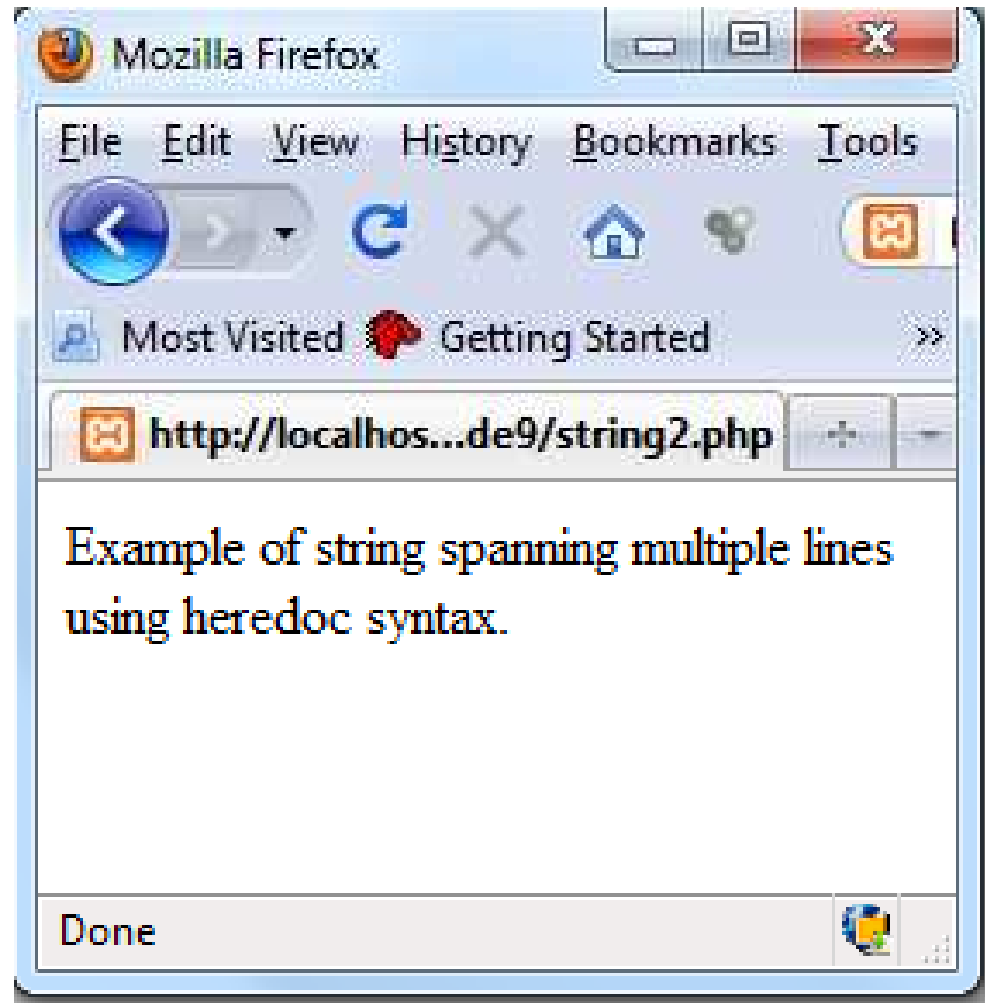 Mozilla Firefox
File Edit View History Bookmarks Tools
Most Visited Getting Started »
http://localhos...de9/string2.php
Example of string spanning multiple lines
using heredoc syntax.
Done